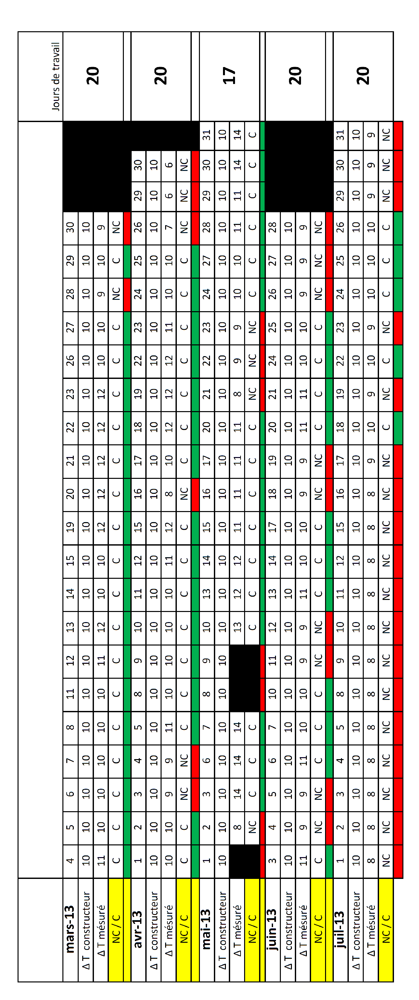 Jours de travail
mars-13 4 5 6 7 8 11 12 13 14 15 19 20 21 22 23 26 27 28 29 30 20
Δ T constructeur 10 10 10 10 10 10 10 10 10 10 10 10 10 10 10 10 10 10 10 10
Δ T mésuré 11 10 10 10 10 10 11 12 10 10 12 12 12 12 12 10 10 9 10 9
NC / C C C C C C C C C C C C C C C C C C NC C NC
avr-13 1 2 3 4 5 8 9 10 11 12 15 16 17 18 19 22 23 24 25 26 29 30 20
Δ T constructeur 10 10 10 10 10 10 10 10 10 10 10 10 10 10 10 10 10 10 10 10 10 10
Δ T mésuré 10 10 9 9 11 10 10 10 10 11 12 8 10 12 12 12 11 10 10 7 6 6
NC / C C C NC NC C C C C C C C NC C C C C C C C NC NC NC
mai-13 1 2 3 6 7 8 9 10 13 14 15 16 17 20 21 22 23 24 27 28 29 30 31 17
Δ T constructeur 10 10 10 10 10 10 10 10 10 10 10 10 10 10 10 10 10 10 10 10 10 10 10
Δ T mésuré 8 14 14 14 13 12 12 11 11 11 11 8 9 9 10 10 11 11 14 14
NC / C NC C C C C C C C C C C NC NC NC C C C C C C
juin-13 3 4 5 6 7 10 11 12 13 14 17 18 19 20 21 24 25 26 27 28 20
Δ T constructeur 10 10 10 10 10 10 10 10 10 10 10 10 10 10 10 10 10 10 10 10
Δ T mésuré 11 9 9 11 10 10 9 9 11 10 10 9 9 11 11 10 10 9 9 9
NC / C C NC NC C C C NC NC C C C NC NC C C C C NC NC NC
juil-13 1 2 3 4 5 8 9 10 11 12 15 16 17 18 19 22 23 24 25 26 29 30 31 20
Δ T constructeur 10 10 10 10 10 10 10 10 10 10 10 10 10 10 10 10 10 10 10 10 10 10 10
Δ T mésuré 8 8 8 8 8 8 8 8 8 8 8 8 9 10 9 10 9 10 10 10 9 9 9
NC / C NC NC NC NC NC NC NC NC NC NC NC NC NC C NC C NC C C C NC NC NC